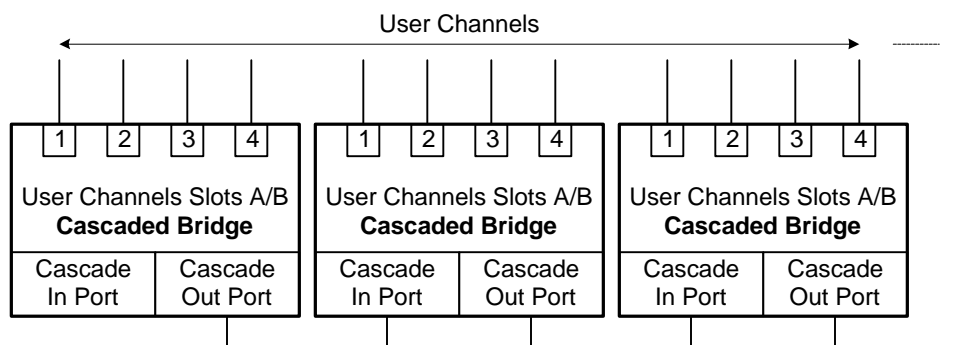 User Channels
1 2 3 4 1 2 3 4 1 2 3 4
User Channels Slots A/B
Cascaded Bridge
Cascade In Port
Cascade Out Port
User Channels Slots A/B
Cascaded Bridge
Cascade In Port
Cascade Out Port
User Channels Slots A/B
Cascaded Bridge
Cascade In Port
Cascade Out Port